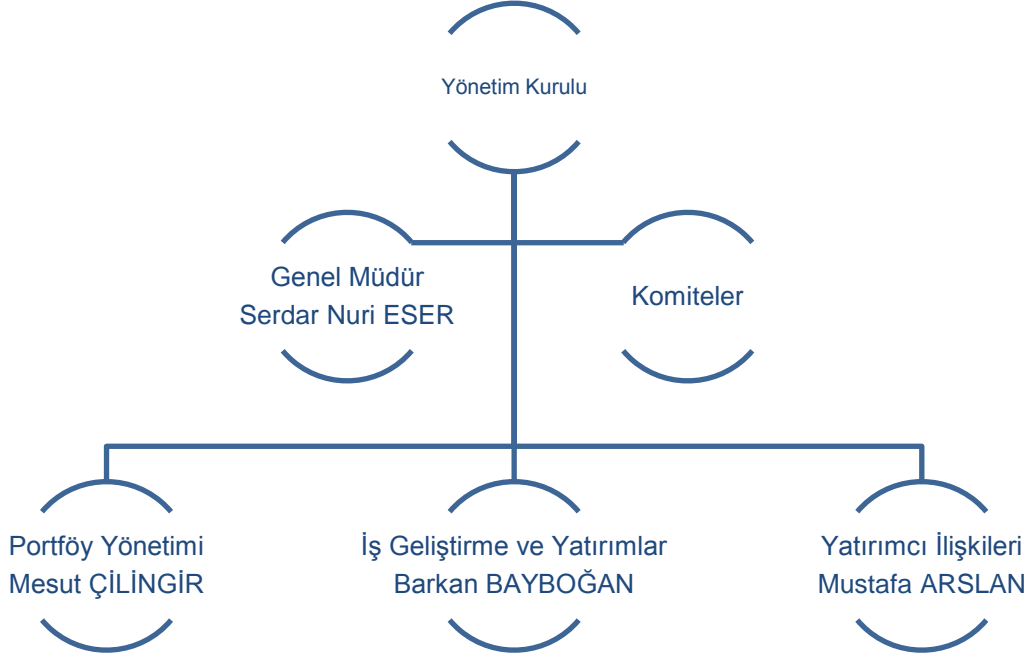 Yönetim Kurulu
Genel Müdür
Serdar Nuri ESER
Komiteler
Portföy Yönetimi
Mesut ÇİLİNGİR
İş Geliştirme ve Yatırımlar
Barkan BAYBOĞAN
Yatırımcı İlişkileri
Mustafa ARSLAN